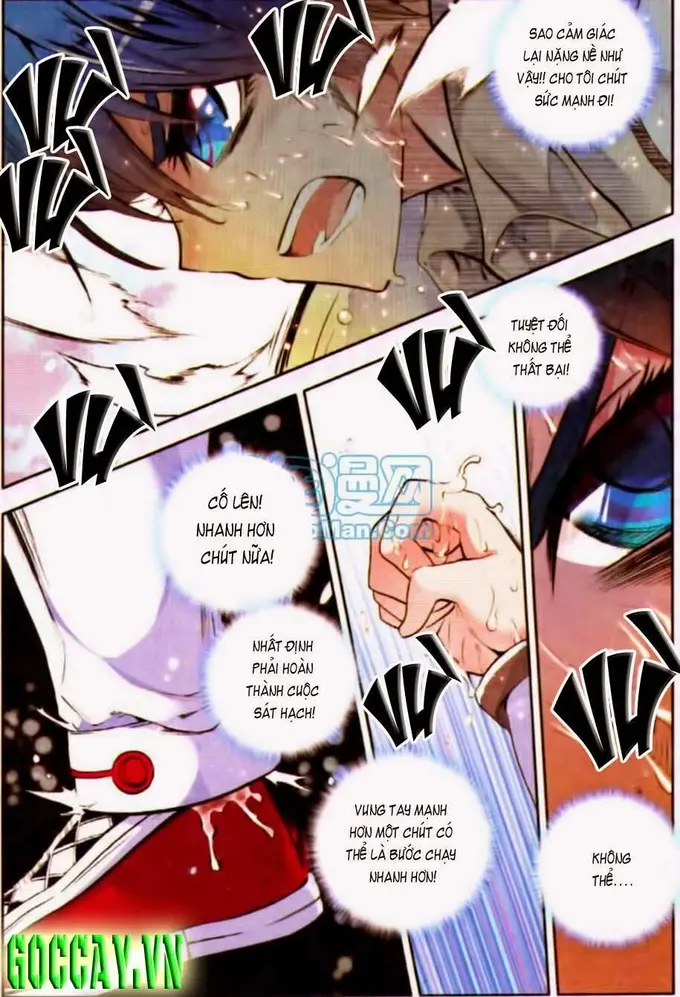 SAO CẢM GIÁC
LẠI NẶNG NỀ NHƯ
VẬY!! CHO TÔI CHÚT
SỨC MẠNH ĐI!
VÙ
VÙ
VÙ
TUYỆT ĐỐI
KHÔNG THỂ
THẤT BẠI!
VÙ
VÙ
漫
Man.Com
CỐ LÊN!
NHANH HƠN
CHÚT NỮA!
NHẤT ĐỊNH
PHẢI HOÀN
THÀNH CUỘC
SÁT HẠCH!
VÙ
VÙ
VUNG TAY MẠNH
HƠN MỘT CHÚT CÓ
THỂ LÀ BƯỚC CHẠY
NHANH HƠN!
KHÔNG
THỂ....
GOCCAY.VN